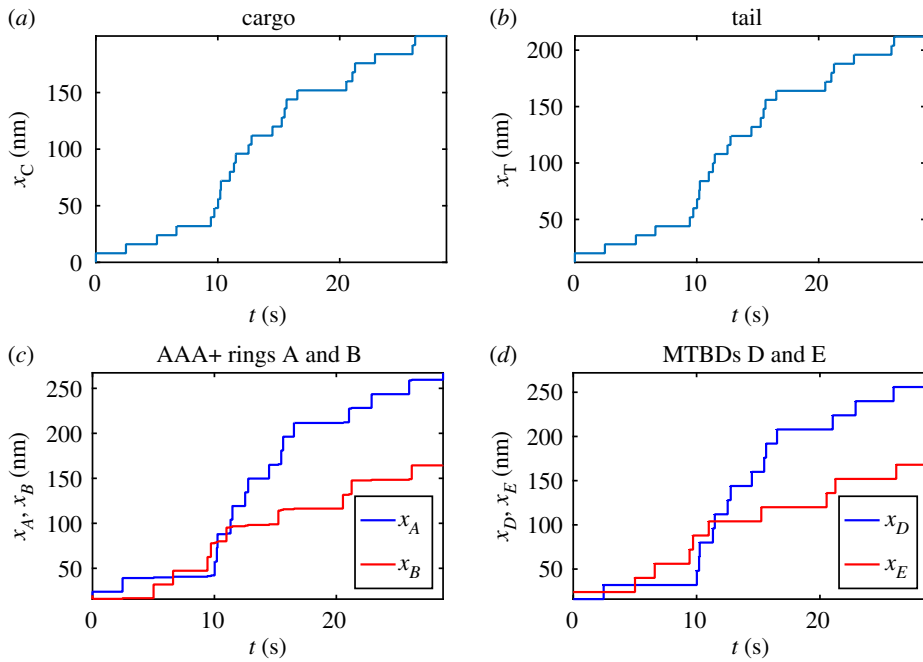 (a) cargo
150
100
50
0
x_C (nm)
0 10 20
t (s)
(b) tail
200
150
100
50
x_T (nm)
0 10 20
t (s)
(c) AAA+ rings A and B
250
200
150
100
50
x_A, x_B (nm)
x_A
x_B
0 10 20
t (s)
(d) MTBDs D and E
250
200
150
100
50
x_D, x_E (nm)
x_D
x_E
0 10 20
t (s)